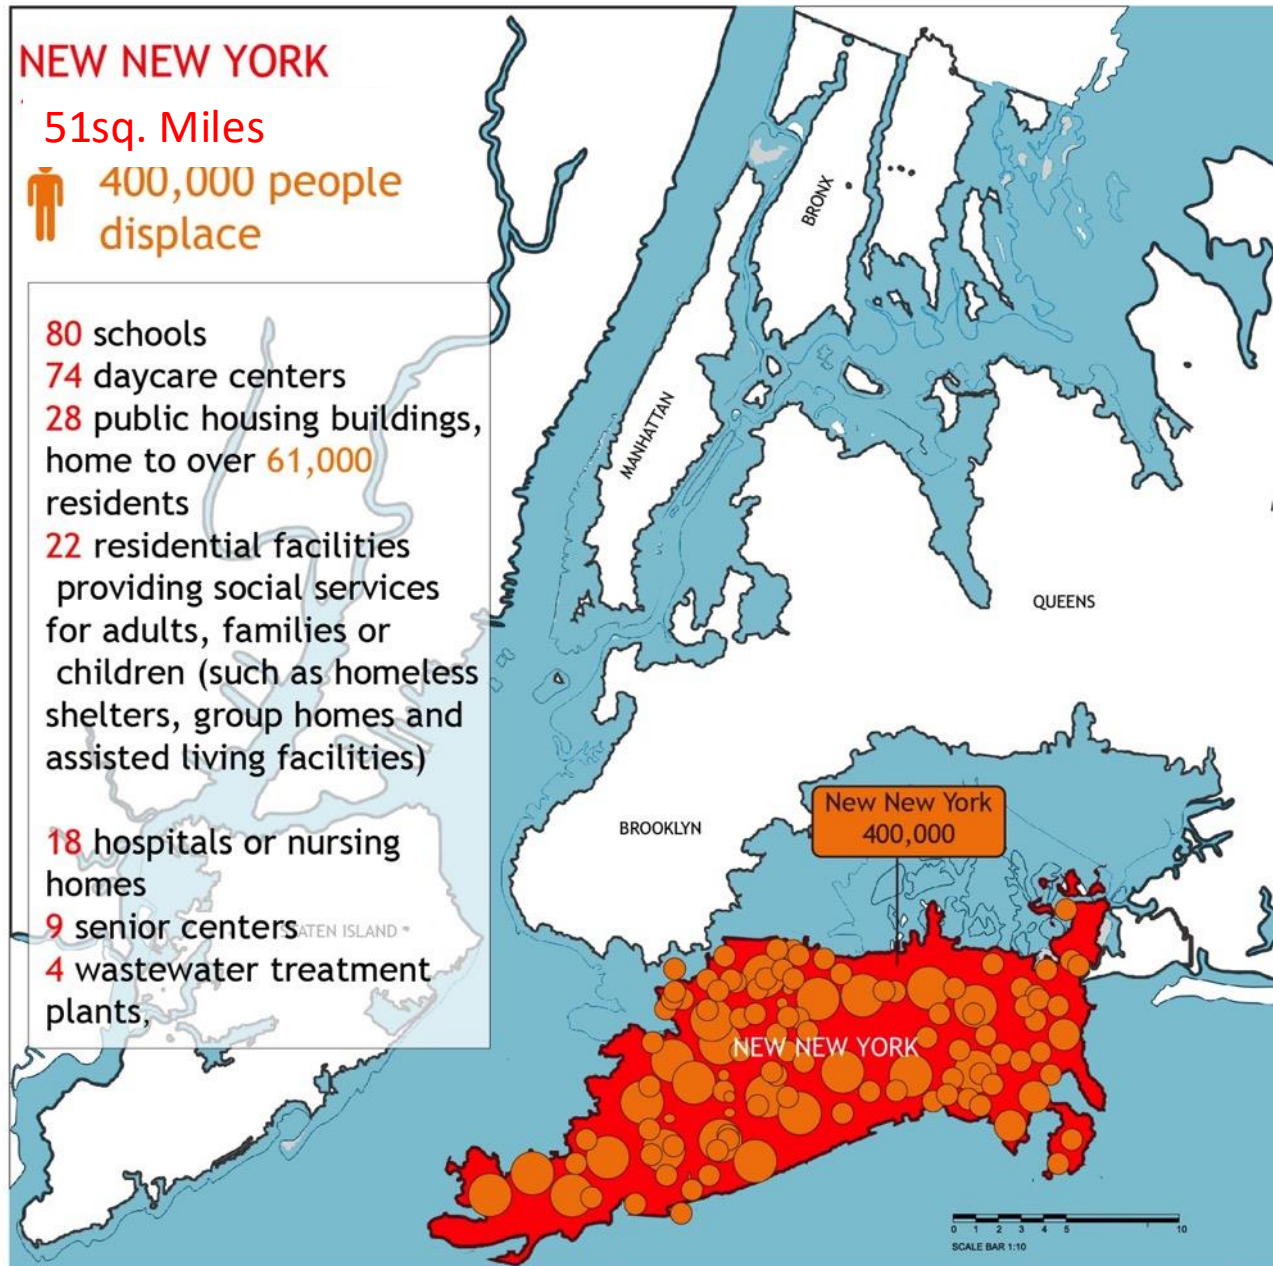 NEW NEW YORK
51sq. Miles
400,000 people
displace
80 schools
74 daycare centers
28 public housing buildings,
home to over 61,000
residents
22 residential facilities
providing social services
for adults, families or
children (such as homeless
shelters, group homes and
assisted living facilities)
18 hospitals or nursing
homes
9 senior centers
4 wastewater treatment
plants,
BRONX
MANHATTAN
QUEENS
BROOKLYN
New New York
400,000
NEW NEW YORK
0 1 2 3 4 5 10
SCALE BAR 1:10